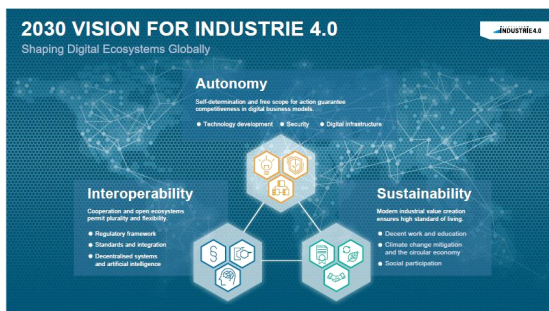 2030 VISION FOR INDUSTRIE 4.0
Shaping Digital Ecosystems Globally
INDUSTRIE4.0
Autonomy
Self-determination and free scope for action guarantee
competitiveness in digital business models.
Technology development
Security
Digital infrastructure
Interoperability
Cooperation and open ecosystems
permit plurality and flexibility.
Regulatory framework
Standards and integration
Decentralised systems
and artificial intelligence
§
Sustainability
Modern industrial value creation
ensures high standard of living.
Decent work and education
Climate change mitigation
and the circular economy
Social participation